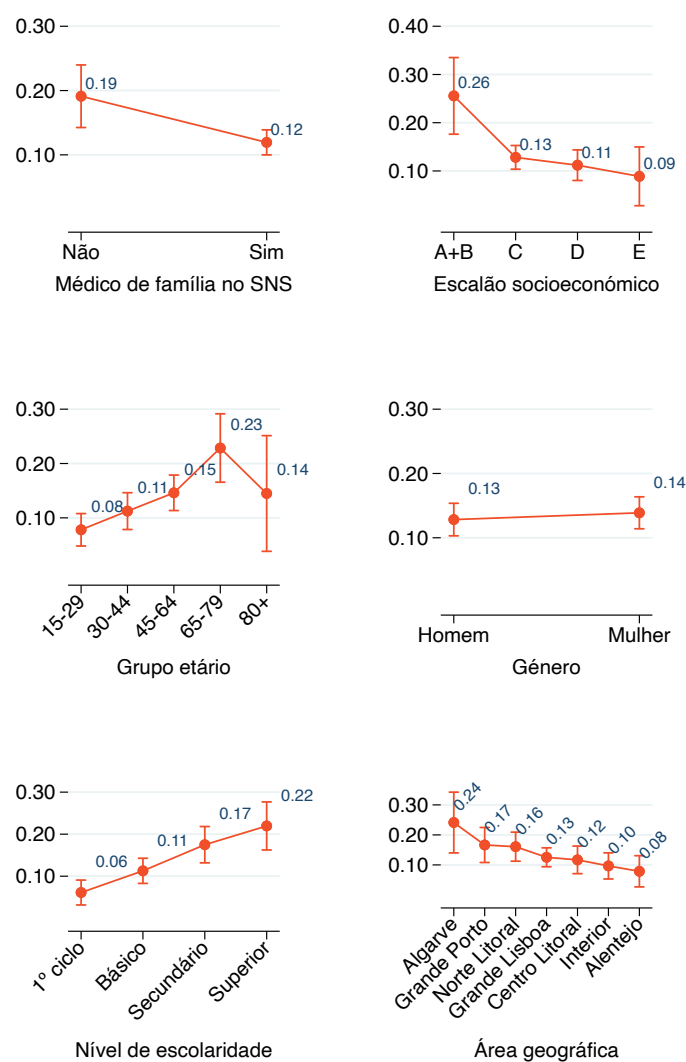 0.30
0.20
0.10
0.19
0.12
Não
Sim
Médico de família no SNS
0.40
0.30
0.20
0.10
0.26
0.13
0.11
0.09
A+B
C
D
E
Escalão socioeconómico
0.30
0.20
0.10
0.08
0.11
0.15
0.23
0.14
15-29
30-44
45-64
65-79
80+
Grupo etário
0.30
0.20
0.10
0.13
0.14
Homem
Mulher
Género
0.30
0.20
0.10
0.06
0.11
0.17
0.22
1º ciclo
Básico
Secundário
Superior
Nível de escolaridade
0.30
0.20
0.10
0.24
0.17
0.16
0.13
0.12
0.10
0.08
Algarve
Grande Porto
Norte Litoral
Grande Lisboa
Centro Litoral
Interior
Alentejo
Área geográfica